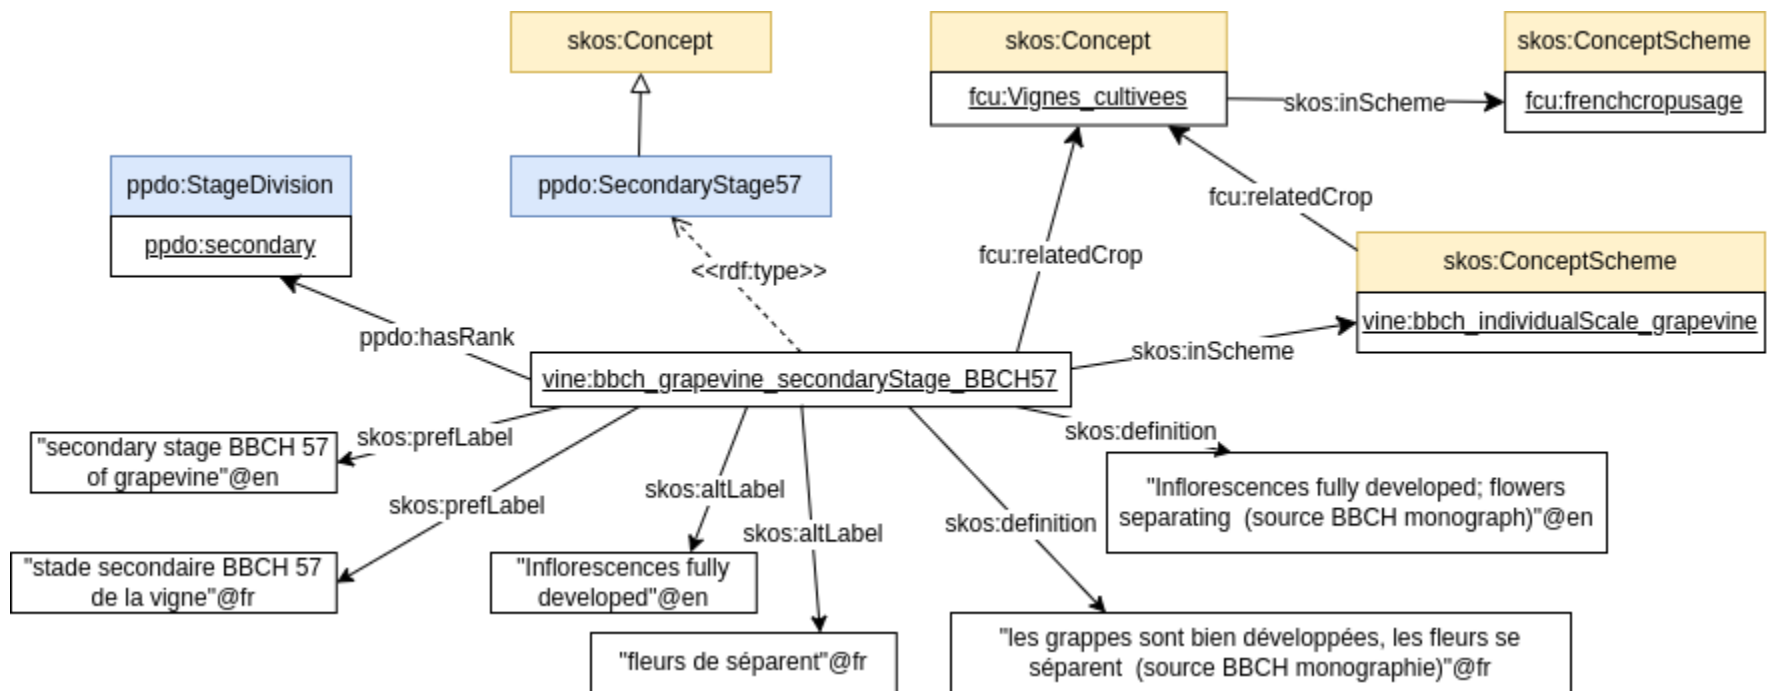 skos:Concept
skos:Concept
skos:ConceptScheme
fcu:Vignes_cultivees
skos:inScheme
fcu:frenchcropusage
ppdo:StageDivision
ppdo:SecondaryStage57
fcu:relatedCrop
ppdo:secondary
fcu:relatedCrop
skos:ConceptScheme
<<rdf:type>>
vine:bbch_individualScale_grapevine
ppdo:hasRank
skos:inScheme
vine:bbch_grapevine_secondaryStage_BBCH57
skos:prefLabel
skos:definition
"secondary stage BBCH 57
of grapevine"@en
skos:prefLabel
skos:altLabel
skos:altLabel
skos:definition
"Inflorescences fully developed; flowers
separating (source BBCH monograph)"@en
"stade secondaire BBCH 57
de la vigne"@fr
"Inflorescences fully
developed"@en
"fleurs de séparent"@fr
"les grappes sont bien développées, les fleurs se
séparent (source BBCH monographie)"@fr